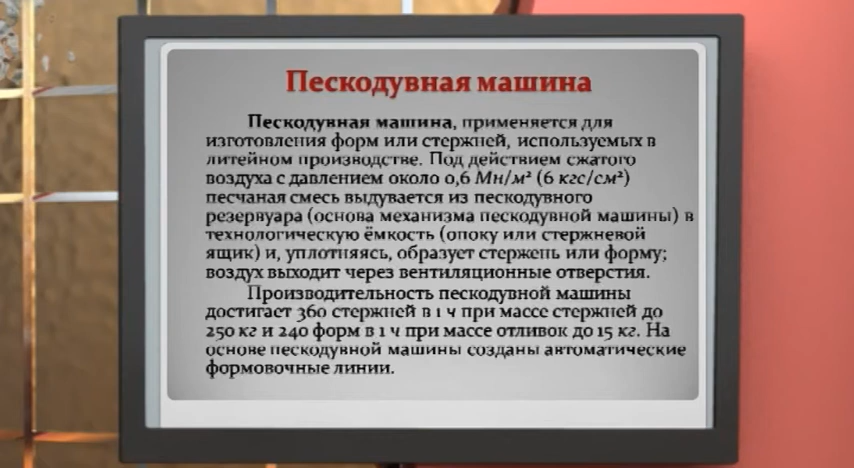 Пескодувная машина
Пескодувная машина, применяется для
изготовления форм или стержней, используемых в
литейном производстве. Под действием сжатого
воздуха с давлением около 0,6 Мн/м² (6 кгс/см²)
песчаная смесь выдувается из пескодувного
резервуара (основа механизма пескодувной машины) в
технологическую ёмкость (опоку или стержневой
ящик) и, уплотняясь, образует стержень или форму;
воздух выходит через вентиляционные отверстия.
Производительность пескодувной машины
достигает 360 стержней в 1 ч при массе стержней до
250 кг и 240 форм в 1 ч при массе отливок до 15 кг. На
основе пескодувной машины созданы автоматические
формовочные линии.